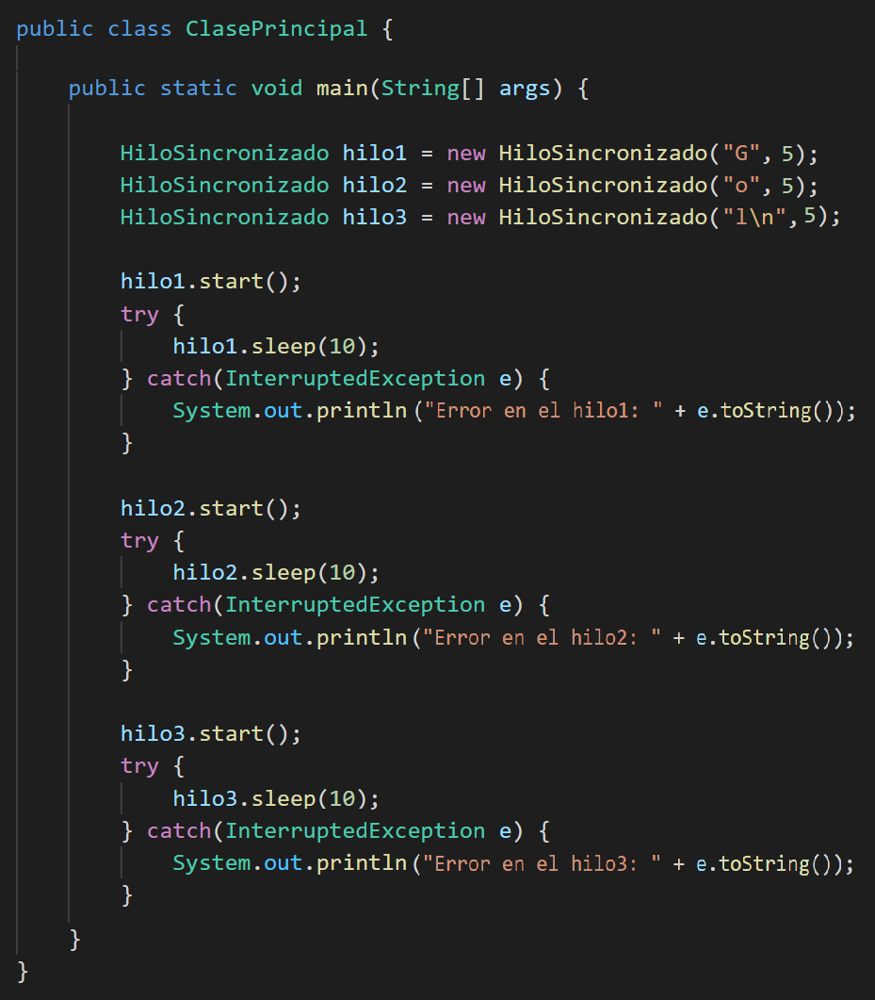 public class ClasePrincipal {
public static void main(String[] args) {
HiloSincronizado hilo1 = new HiloSincronizado("G", 5);
HiloSincronizado hilo2 = new HiloSincronizado("o", 5);
HiloSincronizado hilo3 = new HiloSincronizado("l\n", 5);
hilo1.start();
try {
hilo1.sleep(10);
} catch(InterruptedException e) {
System.out.println("Error en el hilo1: " + e.toString());
}
hilo2.start();
try {
hilo2.sleep(10);
} catch(InterruptedException e) {
System.out.println("Error en el hilo2: " + e.toString());
}
hilo3.start();
try {
hilo3.sleep(10);
} catch(InterruptedException e) {
System.out.println("Error en el hilo3: " + e.toString());
}
}
}